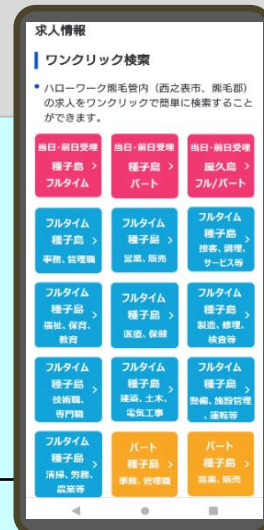 求人情報
ワンクリック検索
• ハローワーク熊毛管内（西之表市、熊毛郡）
の求人をワンクリックで簡単に検索すること
ができます。
当日・前日受理
種子島 >
フルタイム
当日・前日受理
種子島 >
パート
当日・前日受理
屋久島 >
フル/パート
フルタイム
種子島 >
事務、管理職
フルタイム
種子島 >
営業、販売
フルタイム
種子島 >
接客、調理、
サービス等
フルタイム
種子島 >
福祉、保育、
教育
フルタイム
種子島 >
医療、保健
フルタイム
種子島 >
製造、修理、
検査等
フルタイム
種子島 >
技術職、
専門職
フルタイム
種子島 >
建築、土木、
電気工事
フルタイム
種子島 >
警備、施設管理
、運転等
フルタイム
種子島 >
清掃、労務、
農業等
パート
種子島 >
事務、管理職
パート
種子島 >
営業、販売